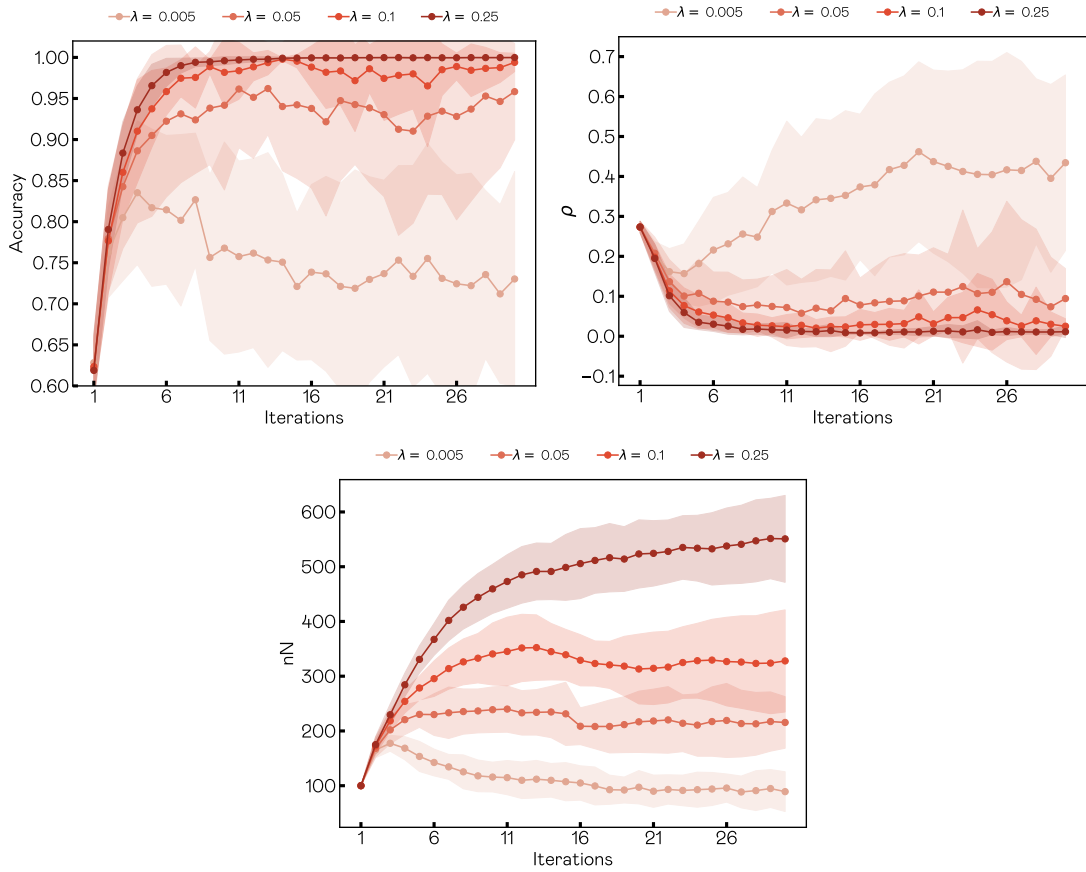 λ = 0.005 λ = 0.05 λ = 0.1 λ = 0.25
1.00
0.95
0.90
0.85
0.80
0.75
0.70
0.65
0.60
Accuracy
1 6 11 16 21 26
Iterations
λ = 0.005 λ = 0.05 λ = 0.1 λ = 0.25
0.7
0.6
0.5
0.4
0.3
0.2
0.1
0.0
−0.1
ρ
1 6 11 16 21 26
Iterations
λ = 0.005 λ = 0.05 λ = 0.1 λ = 0.25
600
500
400
300
200
100
nN
1 6 11 16 21 26
Iterations